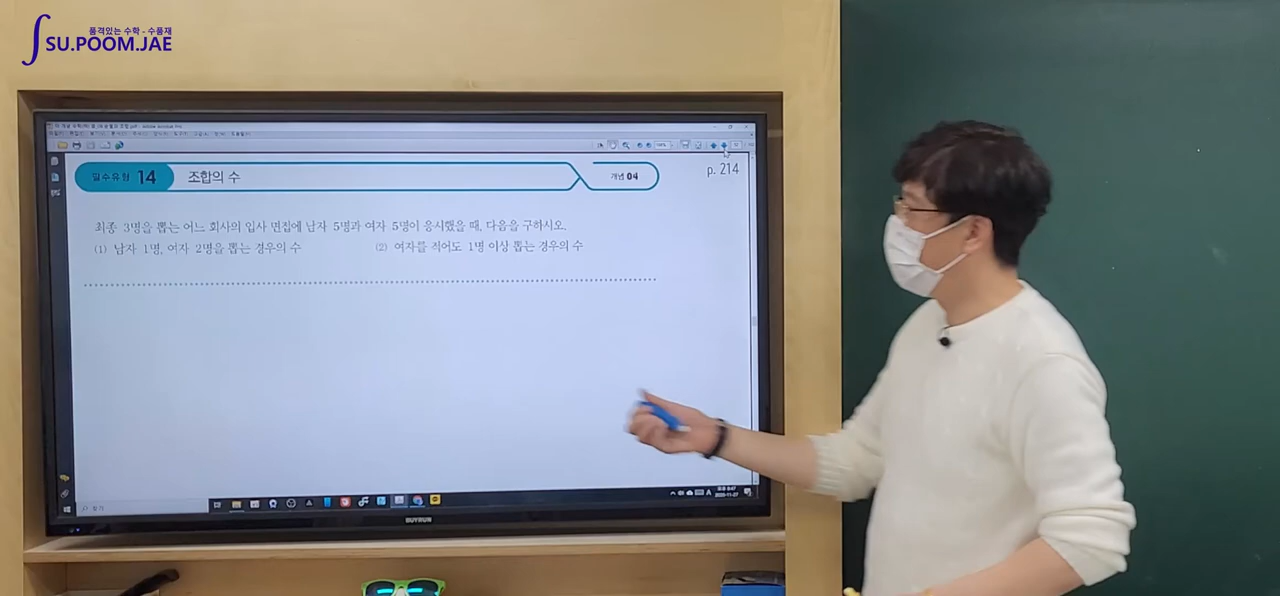 품격있는 수학 - 수품재
SU.POOM.JAE
필수유형 14 조합의 수 개념 04
p. 214
최종 3명을 뽑는 어느 회사의 입사 면접에 남자 5명과 여자 5명이 응시했을 때, 다음을 구하시오.
(1) 남자 1명, 여자 2명을 뽑는 경우의 수 (2) 여자를 적어도 1명 이상 뽑는 경우의 수
2020-11-07